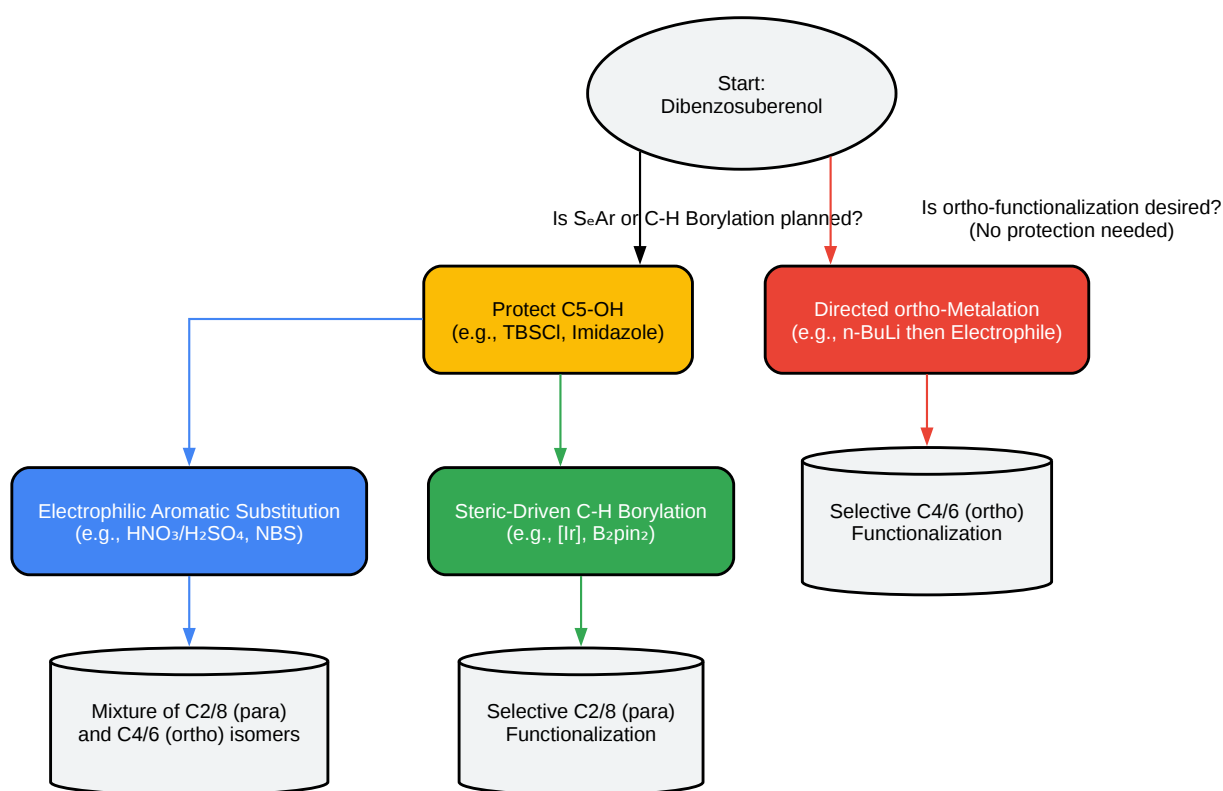 Start:
Dibenzosuberenol
Is SₑAr or C-H Borylation planned?
Is ortho-functionalization desired?
(No protection needed)
Protect C5-OH
(e.g., TBSCl, Imidazole)
Directed ortho-Metalation
(e.g., n-BuLi then Electrophile)
Electrophilic Aromatic Substitution
(e.g., HNO₃/H₂SO₄, NBS)
Steric-Driven C-H Borylation
(e.g., [Ir], B₂pin₂)
Selective C4/6 (ortho)
Functionalization
Mixture of C2/8 (para)
and C4/6 (ortho) isomers
Selective C2/8 (para)
Functionalization